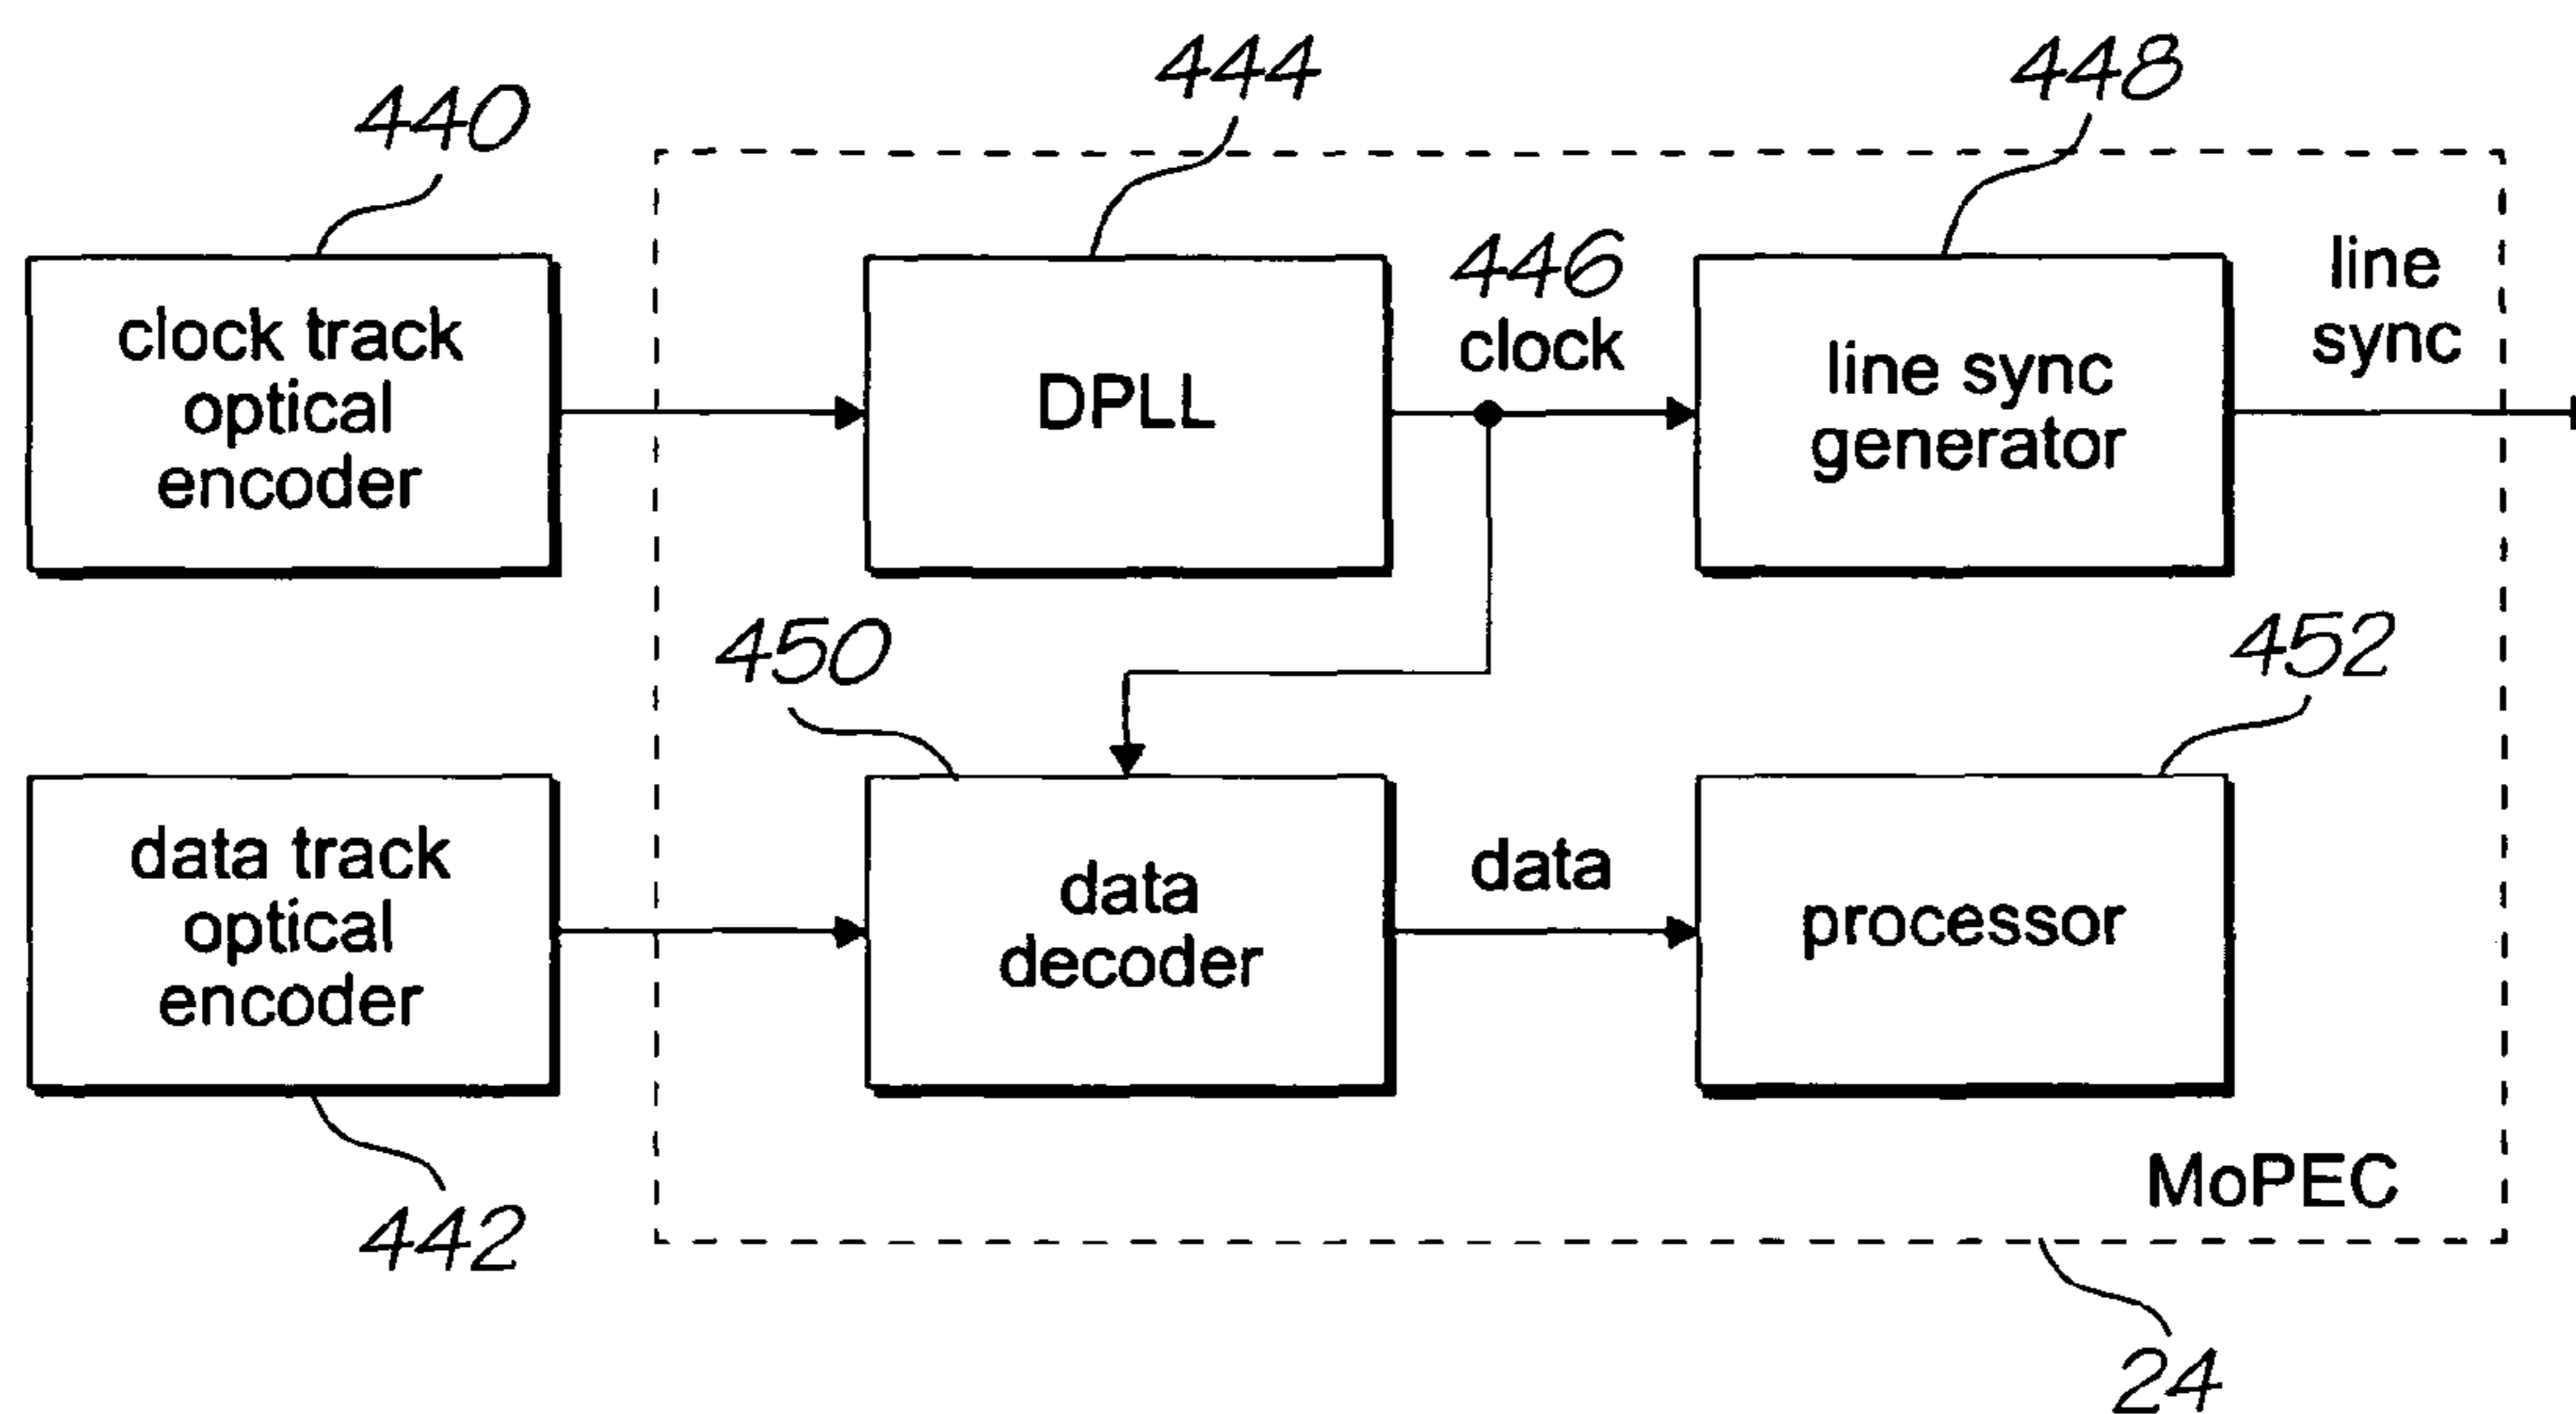 440
444
448
clock track
optical
encoder
DPLL
446
clock
line sync
generator
line
sync
450
452
data track
optical
encoder
data
decoder
data
processor
MoPEC
442
24